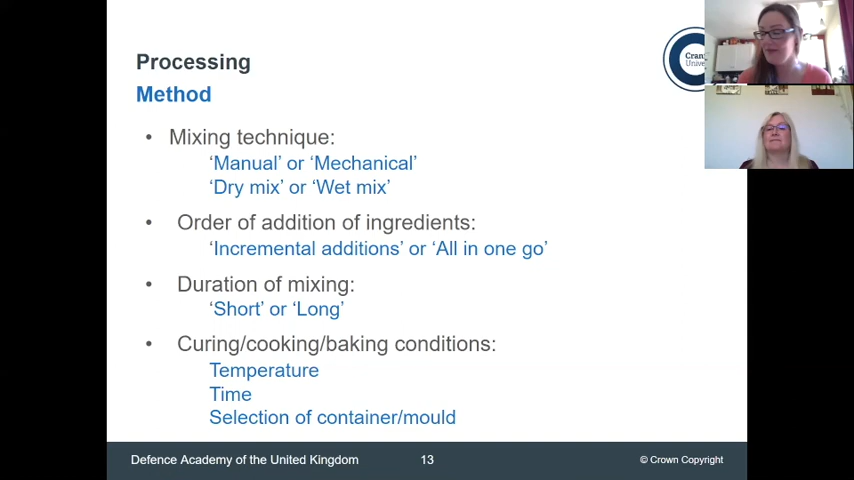 Processing
Method
• Mixing technique:
‘Manual’ or ‘Mechanical’
‘Dry mix’ or ‘Wet mix’
• Order of addition of ingredients:
‘Incremental additions’ or ‘All in one go’
• Duration of mixing:
‘Short’ or ‘Long’
• Curing/cooking/baking conditions:
Temperature
Time
Selection of container/mould
Defence Academy of the United Kingdom 13 © Crown Copyright